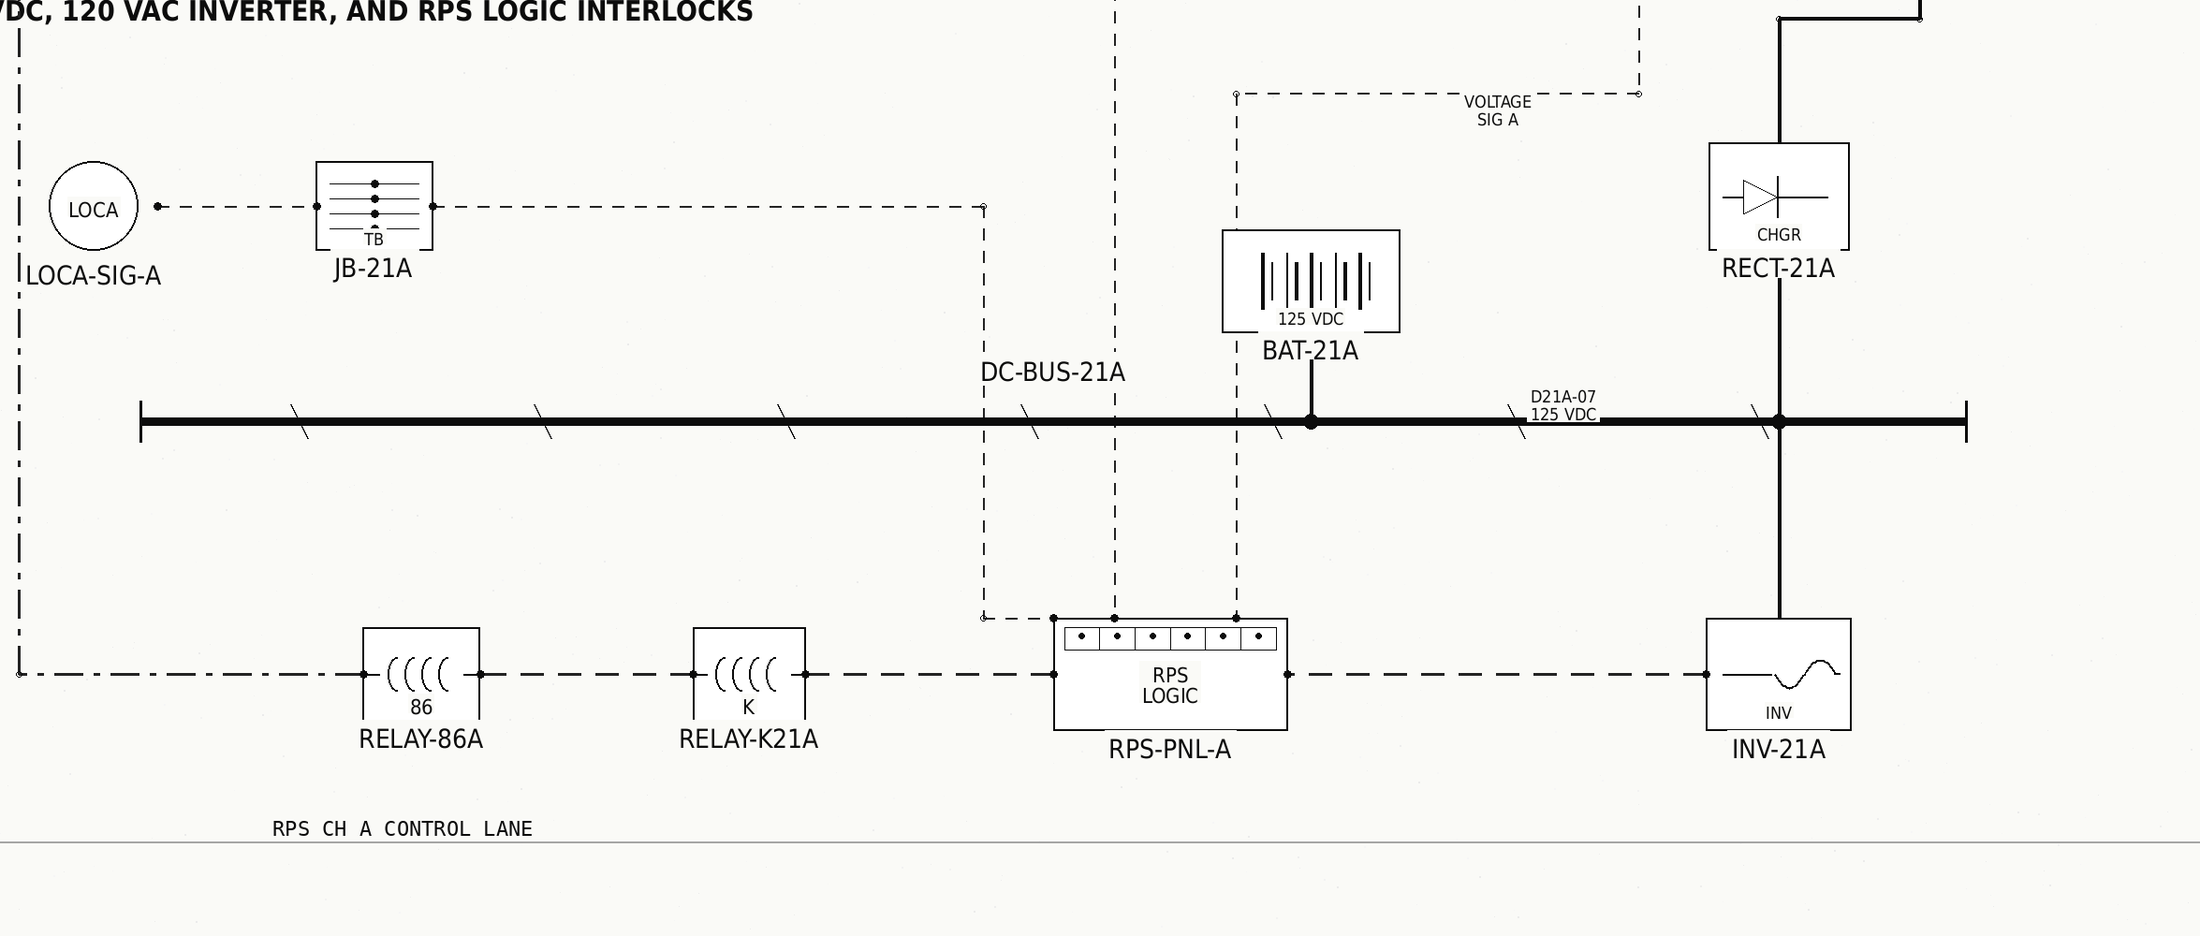 VDC, 120 VAC INVERTER, AND RPS LOGIC INTERLOCKS
VOLTAGE
SIG A
LOCA
LOCA-SIG-A
TB
JB-21A
CHGR
RECT-21A
125 VDC
BAT-21A
DC-BUS-21A
D21A-07
125 VDC
86
RELAY-86A
K
RELAY-K21A
RPS
LOGIC
RPS-PNL-A
INV
INV-21A
RPS CH A CONTROL LANE